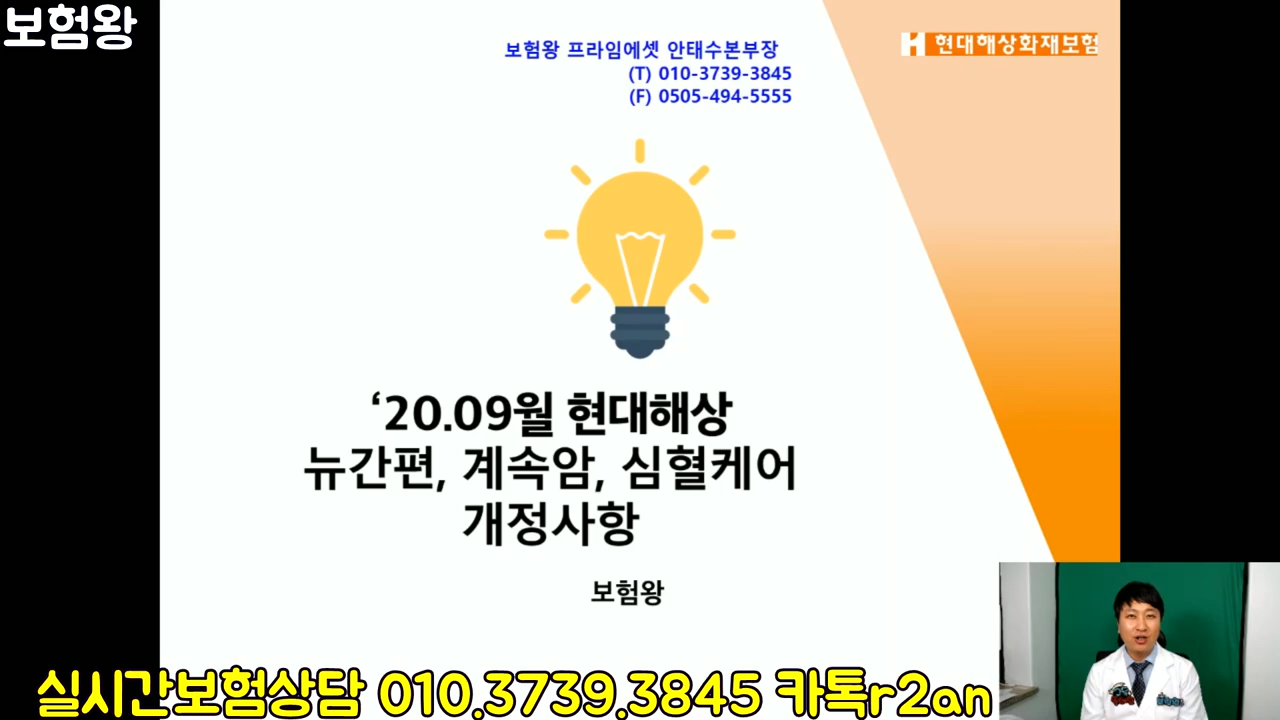 보험왕
보험왕 프라임에셋 안태수본부장
(T) 010-3739-3845
(F) 0505-494-5555
현대해상화재보험
‘20.09월 현대해상
뉴간편, 계속암, 심혈케어
개정사항
보험왕
실시간보험상담 010.3739.3845 카톡r2an